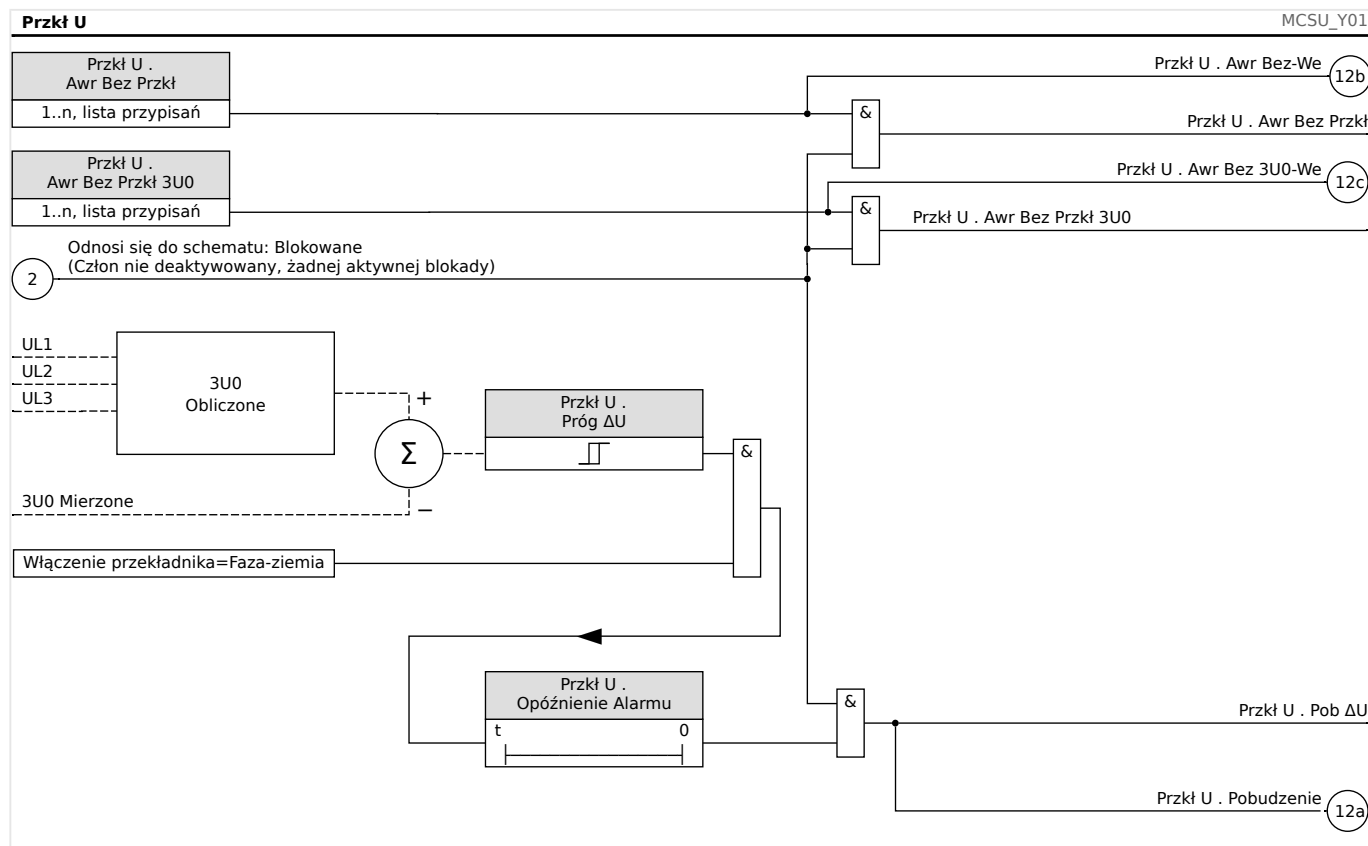 Przkł U
MCSU_Y01
Przkł U .
Awr Bez Przkł
1..n, lista przypisań
Przkł U . Awr Bez-We
12b
&
Przkł U . Awr Bez Przkł
Przkł U .
Awr Bez Przkł 3U0
1..n, lista przypisań
Przkł U . Awr Bez 3U0-We
12c
&
Przkł U . Awr Bez Przkł 3U0
Odnosi się do schematu: Blokowane
(Człon nie deaktywowany, żadnej aktywnej blokady)
2
UL1
UL2
UL3
3U0
Obliczone
+
Σ
−
Przkł U .
Próg ΔU
&
3U0 Mierzone
Włączenie przekładnika=Faza-ziemia
Przkł U .
Opóźnienie Alarmu
t
0
&
Przkł U . Pob ΔU
Przkł U . Pobudzenie
12a